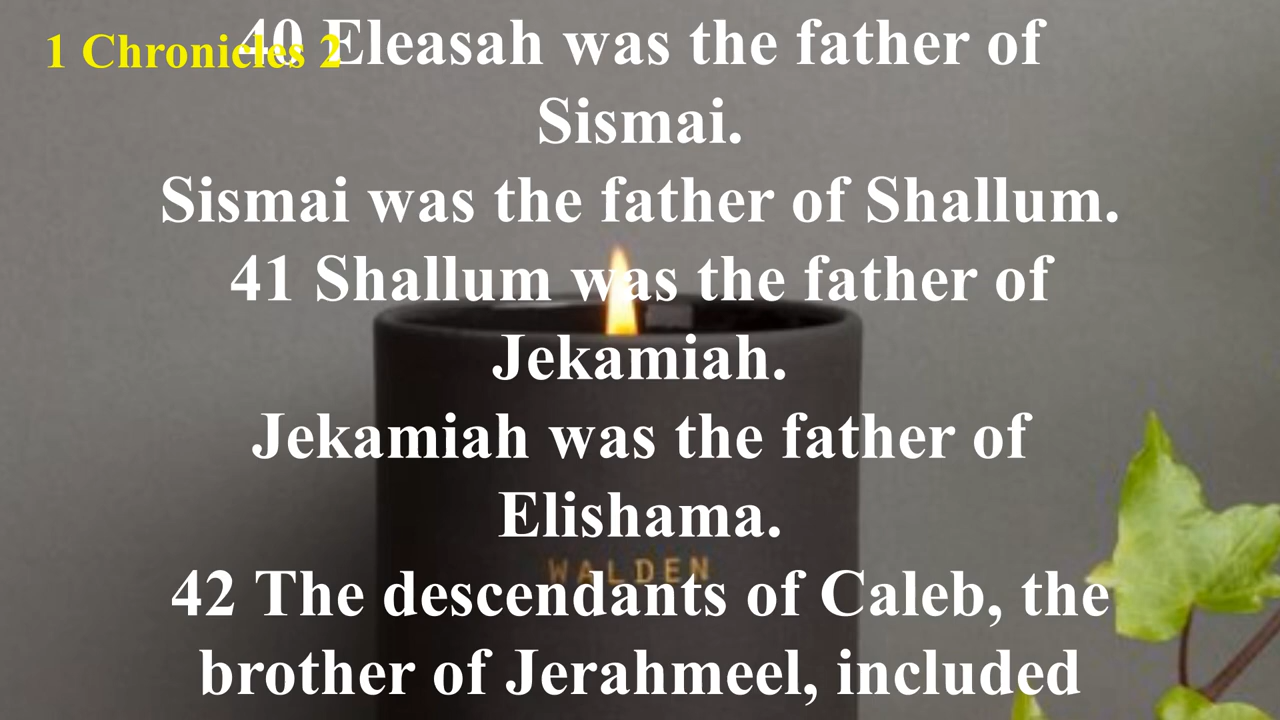 1 Chronicles 2
40 Eleasah was the father of
Sismai.
Sismai was the father of Shallum.
41 Shallum was the father of
Jekamiah.
Jekamiah was the father of
Elishama.
WALDEN
42 The descendants of Caleb, the
brother of Jerahmeel, included